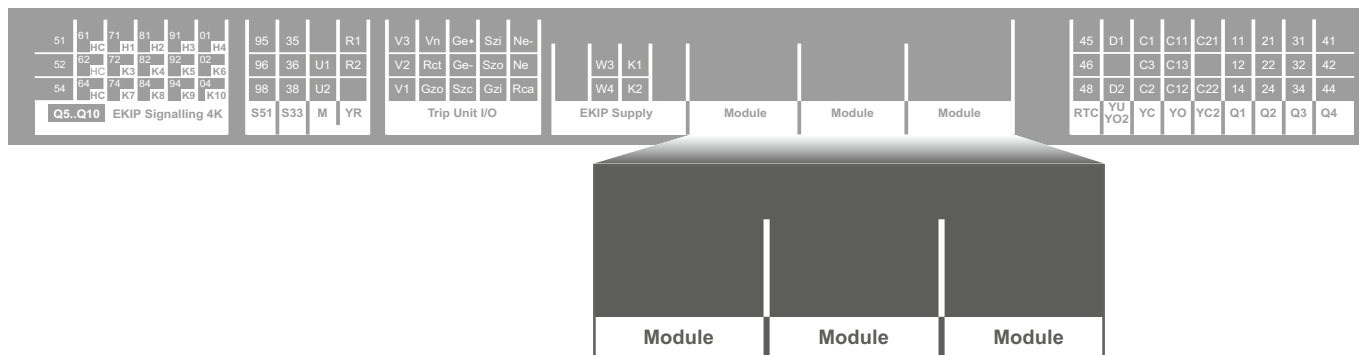 51 61 HC 71 H1 81 H2 91 H3 01 H4 95 35 R1 V3 Vn Ge+ Szi Ne- 45 D1 C1 C11 C21 11 21 31 41
52 62 HC 72 K3 82 K4 92 K5 02 K6 96 36 U1 R2 V2 Rct Ge- Szo Ne W3 K1 46 C3 C13 12 22 32 42
54 64 HC 74 K7 84 K8 94 K9 04 K10 98 38 U2 V1 Gzo Szc Gzi Rca W4 K2 48 D2 C2 C12 C22 14 24 34 44
Q5..Q10 EKIP Signalling 4K S51 S33 M YR Trip Unit I/O EKIP Supply Module Module Module RTC YU YO2 YC YO YC2 Q1 Q2 Q3 Q4
Module Module Module